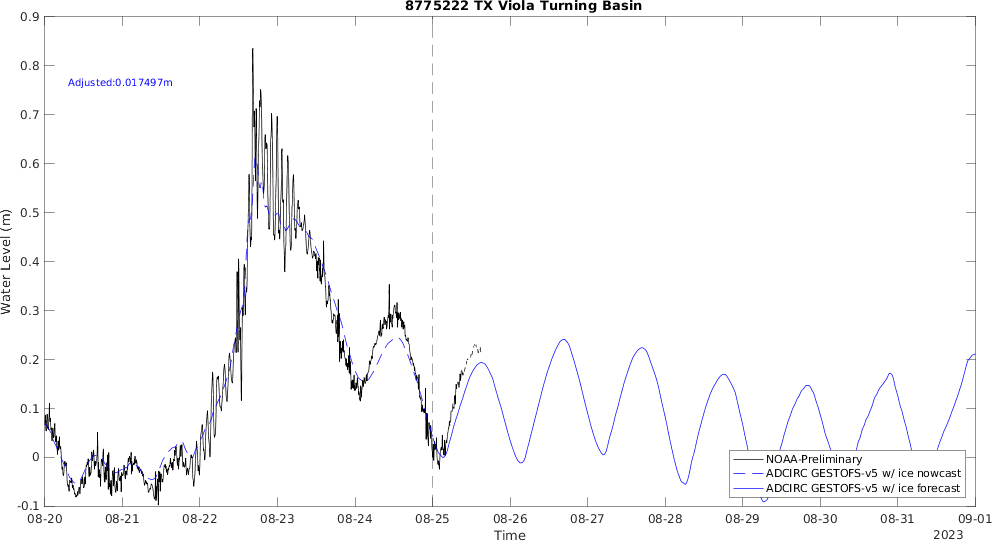 8775222 TX Viola Turning Basin
Adjusted:0.017497m
Water Level (m)
0.9
0.8
0.7
0.6
0.5
0.4
0.3
0.2
0.1
0
-0.1
NOAA-Preliminary
ADCIRC GESTOFS-v5 w/ ice nowcast
ADCIRC GESTOFS-v5 w/ ice forecast
08-20 08-21 08-22 08-23 08-24 08-25 08-26 08-27 08-28 08-29 08-30 08-31 09-01
Time
2023